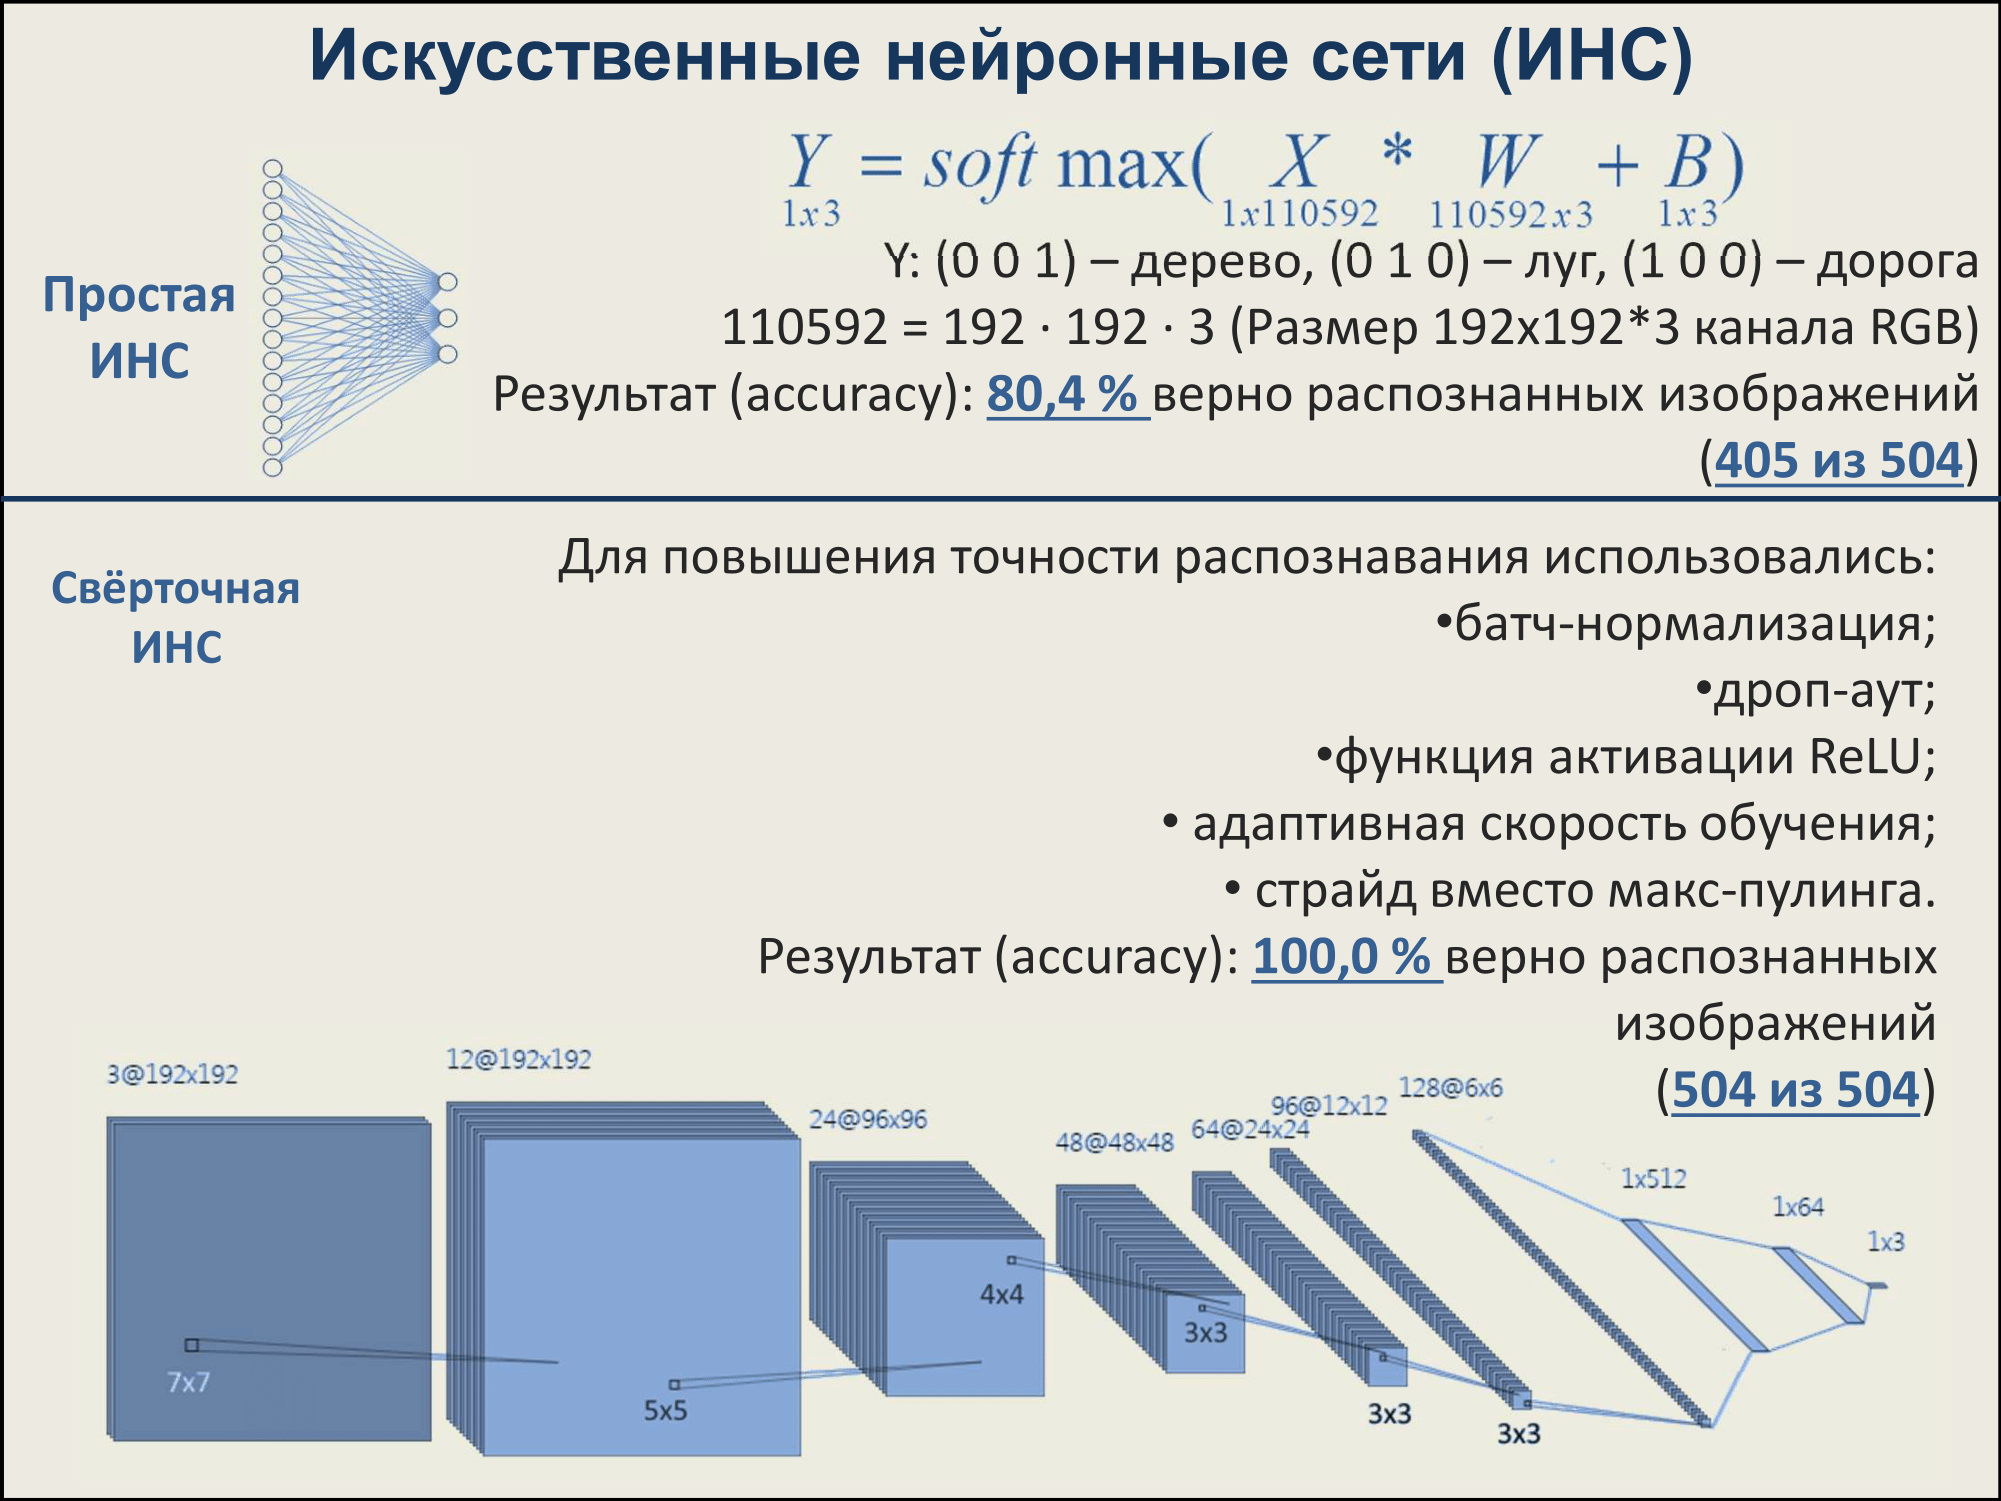 Искусственные нейронные сети (ИНС)
Y = soft max( X * W + B)
1x3 1x110592 110592x3 1x3
Простая
ИНС
Y: (0 0 1) – дерево, (0 1 0) – луг, (1 0 0) – дорога
110592 = 192 · 192 · 3 (Размер 192x192*3 канала RGB)
Результат (accuracy): 80,4 % верно распознанных изображений
(405 из 504)
Свёрточная
ИНС
Для повышения точности распознавания использовались:
•батч-нормализация;
•дроп-аут;
•функция активации ReLU;
• адаптивная скорость обучения;
• страйд вместо макс-пулинга.
Результат (accuracy): 100,0 % верно распознанных
изображений
(504 из 504)
3@192x192
12@192x192
24@96x96
48@48x48
64@24x24
96@12x12
128@6x6
1x512
1x64
1x3
7x7
5x5
4x4
3x3
3x3
3x3